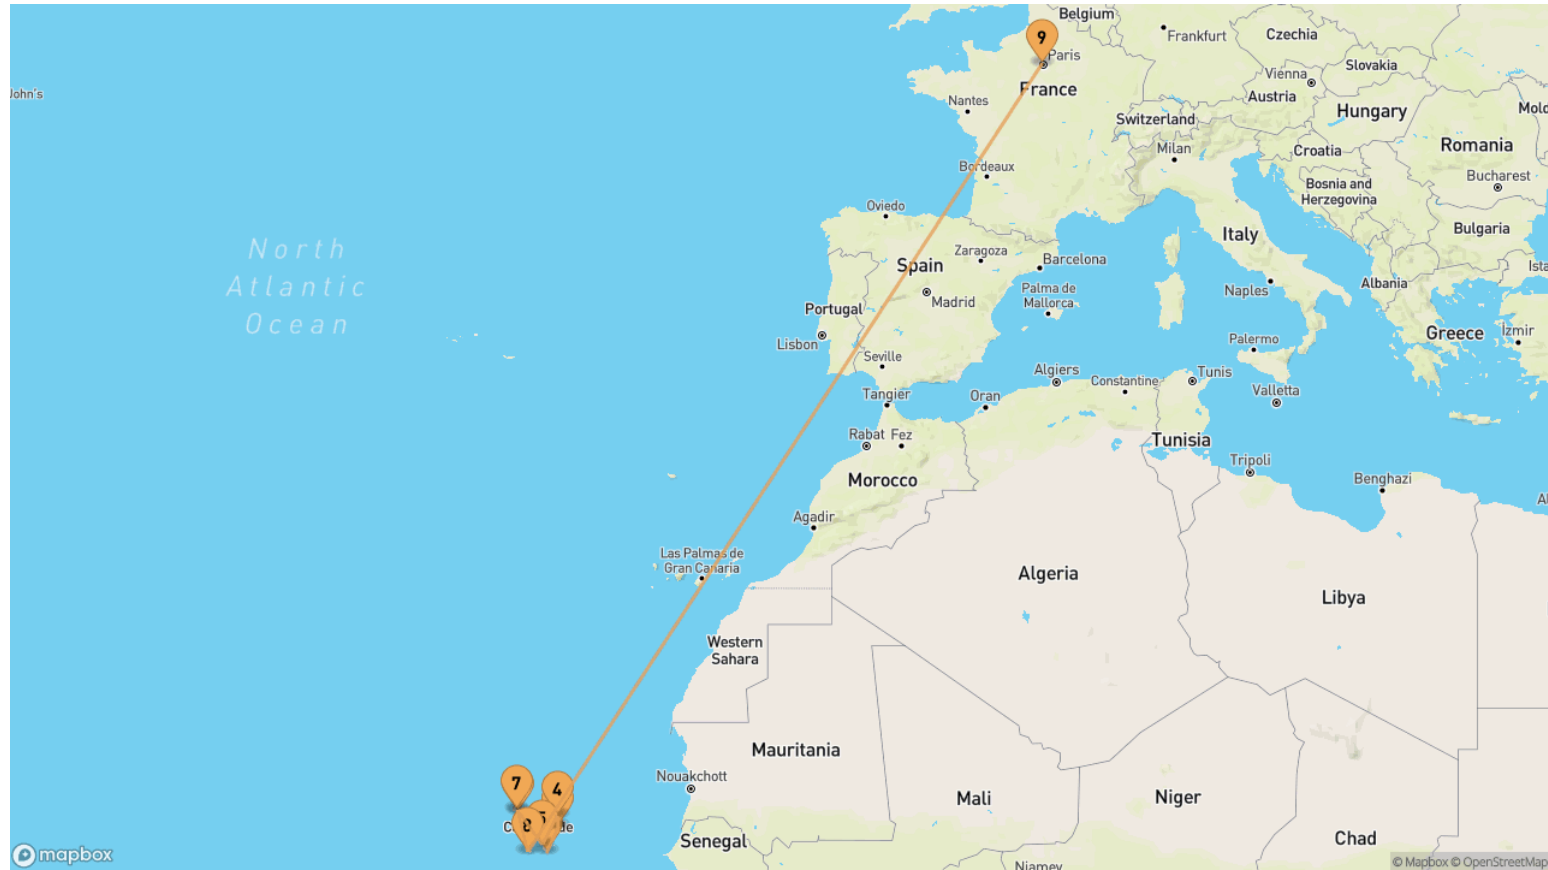 Belgium
9
Paris
Frankfurt
Czechia
Slovakia
Vienna
Austria
France
John's
Nantes
Switzerland
Hungary
Milan
Croatia
Romania
Bordeaux
Bosnia and
Herzegovina
Bucharest
Oviedo
Bulgaria
North
Atlantic
Ocean
Zaragoza
Spain
Barcelona
Italy
Albania
Madrid
Palma de
Mallorca
Naples
Portugal
Greece
İzmir
Lisbon
Seville
Palermo
Algiers
Tunis
Constantine
Valletta
Tangier
Oran
Rabat
Fez
Tunisia
Tripoli
Morocco
Benghazi
Agadir
Las Palmas de
Gran Canaria
Algeria
Libya
Western
Sahara
Mauritania
Nouakchott
7
4
5
Mali
Niger
Senegal
Chad
Niamey
mapbox
© Mapbox © OpenStreetMap